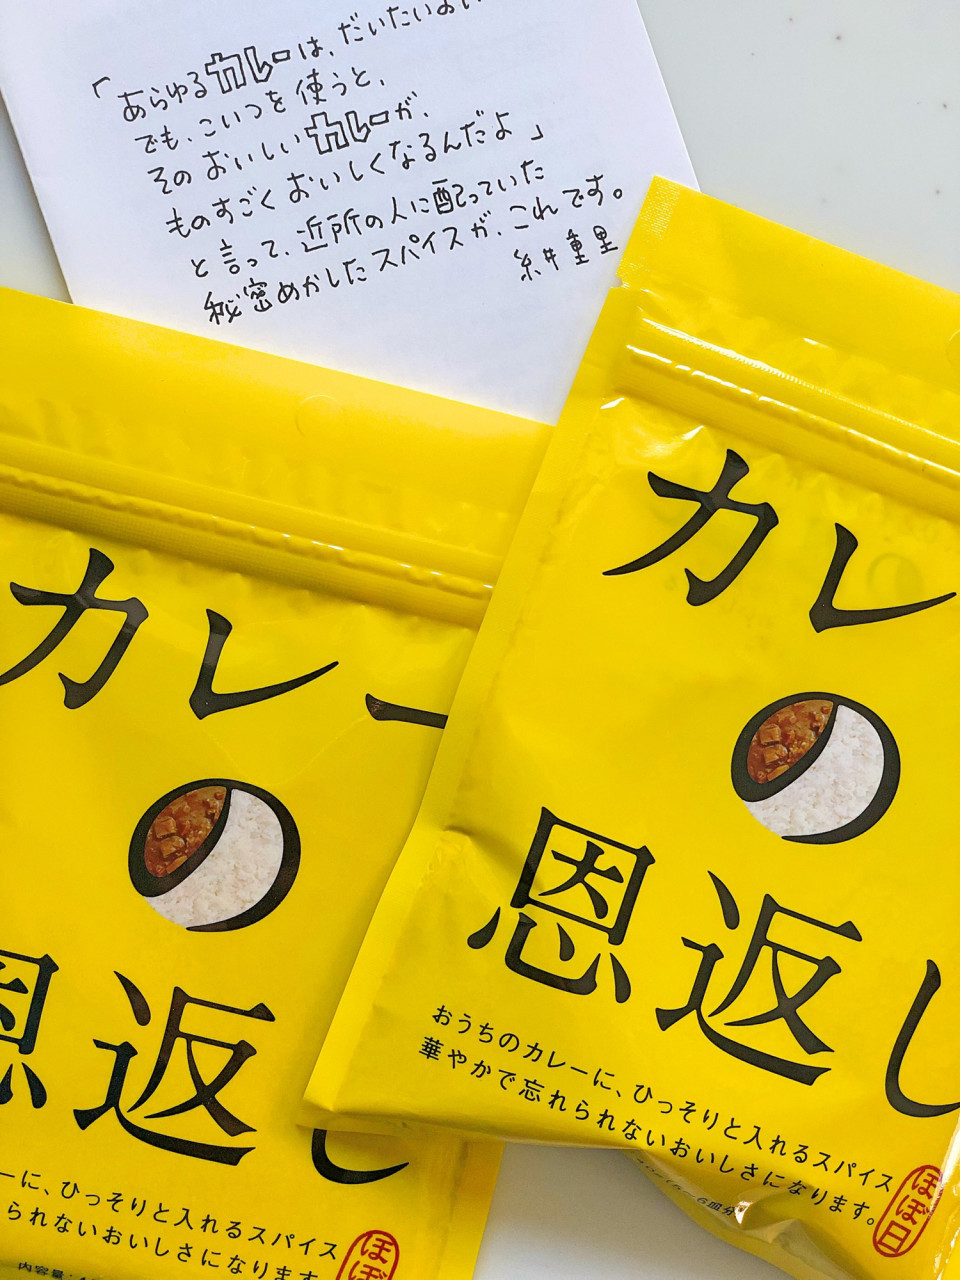 「あらゆるカレーは、だいたいおい
でも、こいつを使うと、
そのおいしいカレーが、
ものすごくおいしくなるんだよ」
と言って、近所の人に配っていた
秘密めかしたスパイスが、これです。
糸井重里
カレー
の
恩返し
ーに、ひっそりと入れるスパイス
られないおいしさになります
ほぼ
内容量:
カレ
の
恩返し
おうちのカレーに、ひっそりと入れるスパイス
華やかで忘れられないおいしさになります。
ほぼ日
皿分